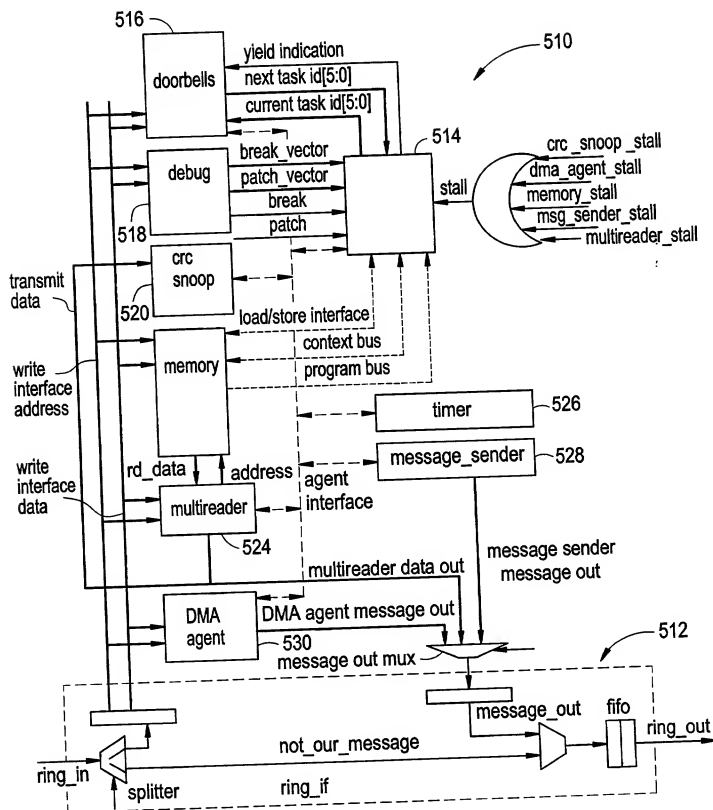 516
510
doorbells
yield indication
next task id[5:0]
current task id[5:0]
514
debug
518
break_vector
patch_vector
break
patch
stall
crc_snoop_stall
dma_agent_stall
memory_stall
msg_sender_stall
multireader_stall
crc
snoop
520
transmit
data
load/store interface
context bus
program bus
memory
write
interface
address
timer
526
message_sender
528
rd_data
address
agent
interface
write
interface
data
multireader
524
message sender
message out
multireader data out
DMA
agent
530
DMA agent message out
message out mux
512
message_out
fifo
ring_out
not_our_message
ring_in
splitter
ring_if